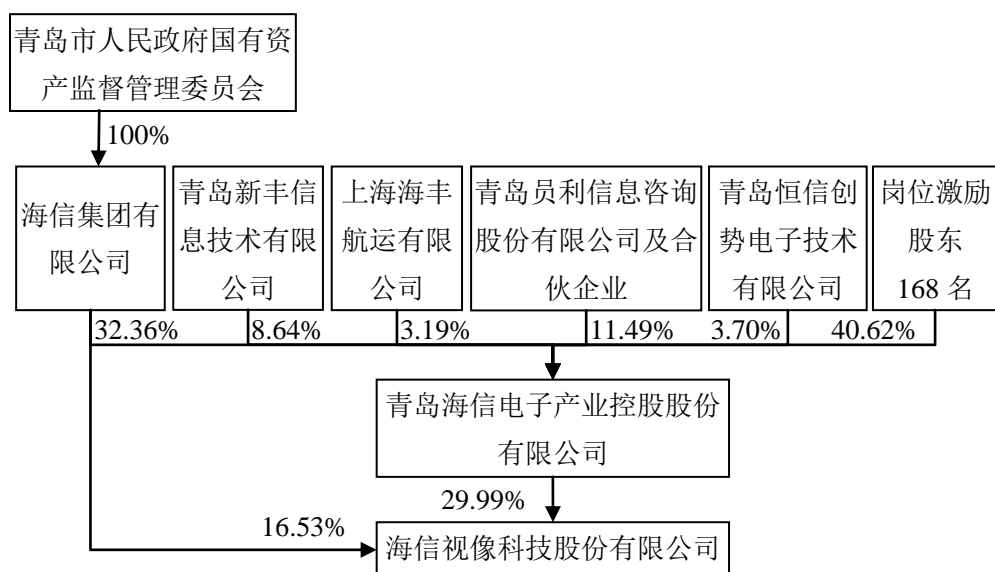 青岛市人民政府国有资
产监督管理委员会
100%
海信集团有
限公司
青岛新丰信
息技术有限
公司
上海海丰
航运有限
公司
青岛员利信息咨询
股份有限公司及合
伙企业
青岛恒信创
势电子技术
有限公司
岗位激励
股东
168 名
32.36%
8.64%
3.19%
11.49%
3.70%
40.62%
青岛海信电子产业控股股份
有限公司
29.99%
16.53%
海信视像科技股份有限公司